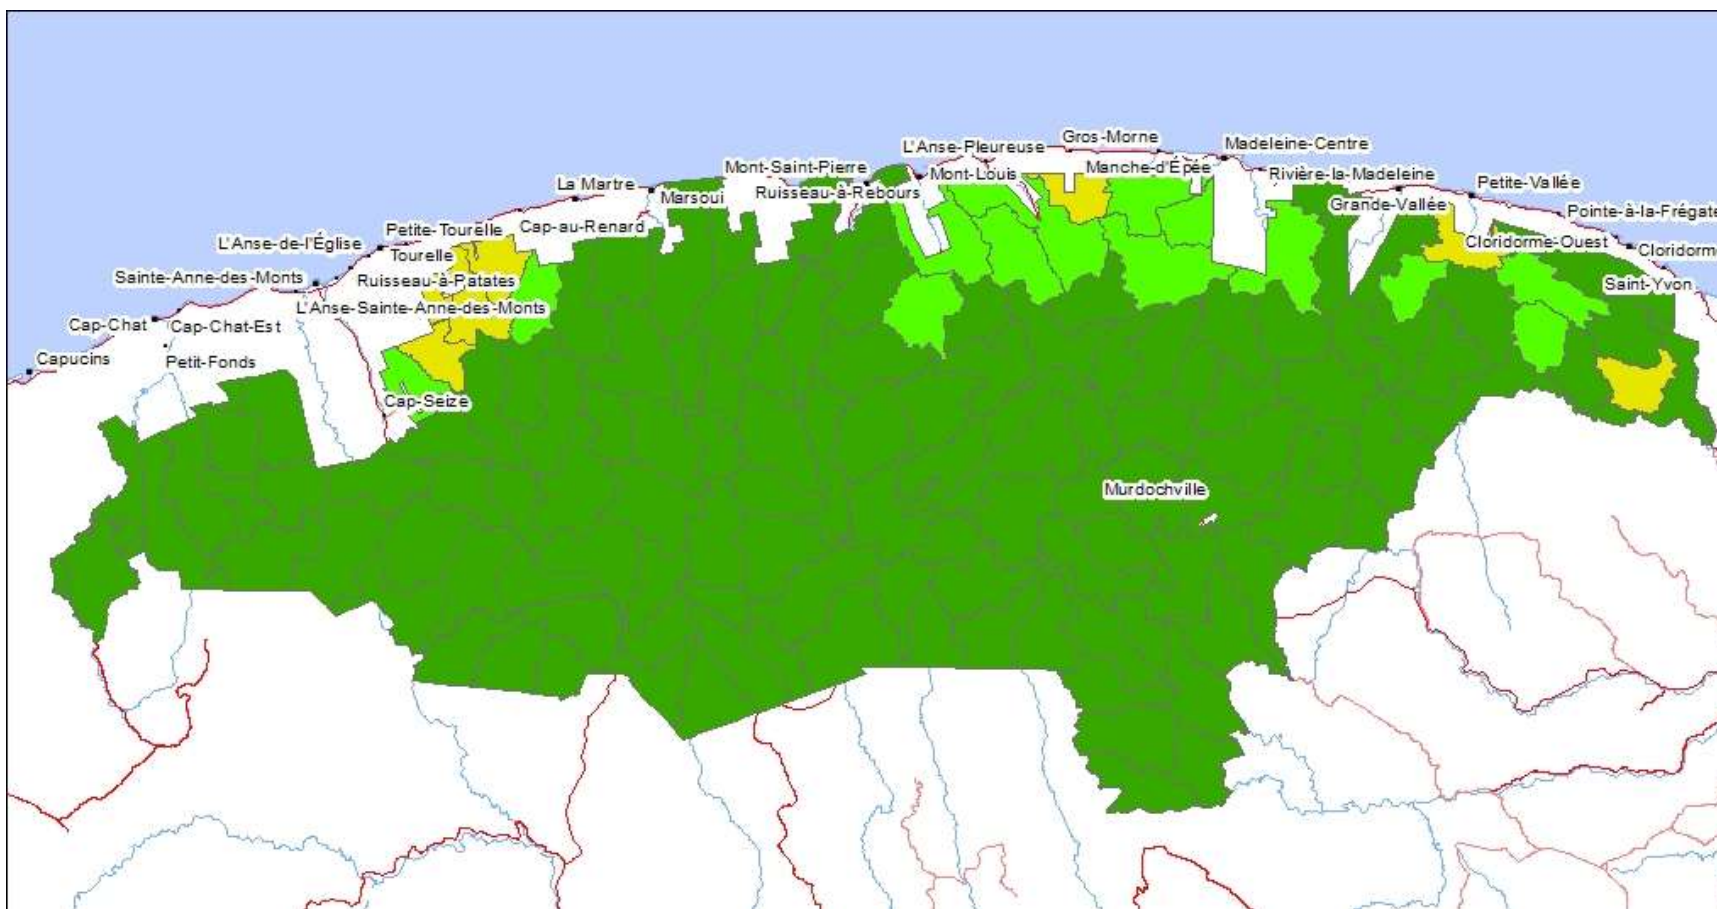 Gros-Morne
L'Anse-Pleureuse
Madeleine-Centre
Mont-Saint-Pierre
Manche-d'Épée
Mont-Louis
Rivière-la-Madeleine
La Martre
Marsoui
Ruisseau-à-Rebours
Petite-Vallée
Grande-Vallée
Pointe-à-la-Frégate
Petite-Tourelle
Cap-au-Renard
L'Anse-de-l'Église
Tourelle
Cloridorme-Ouest
Cloridorme
Sainte-Anne-des-Monts
Ruisseau-à-Patates
Saint-Yvon
L'Anse-Sainte-Anne-des-Monts
Cap-Chat
Cap-Chat-Est
Capucins
Petit-Fonds
Cap-Seize
Murdochville